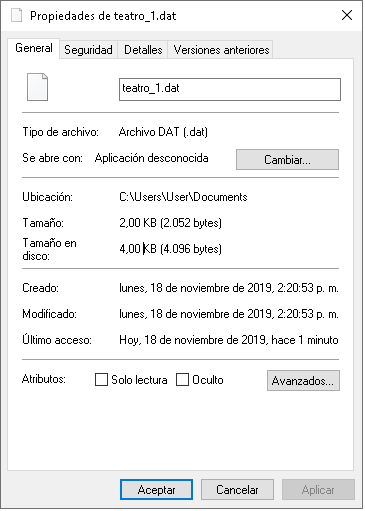 Propiedades de teatro_1.dat
General Seguridad Detalles Versiones anteriores
teatro_1.dat
Tipo de archivo: Archivo DAT (.dat)
Se abre con: Aplicación desconocida Cambiar...
Ubicación: C:\Users\User\Documents
Tamaño: 2,00 KB (2.052 bytes)
Tamaño en
disco: 4,00 KB (4.096 bytes)
Creado: lunes, 18 de noviembre de 2019, 2:20:53 p. m.
Modificado: lunes, 18 de noviembre de 2019, 2:20:53 p. m.
Último acceso: Hoy, 18 de noviembre de 2019, hace 1 minuto
Atributos: Solo lectura Oculto Avanzados...
Aceptar Cancelar Aplicar